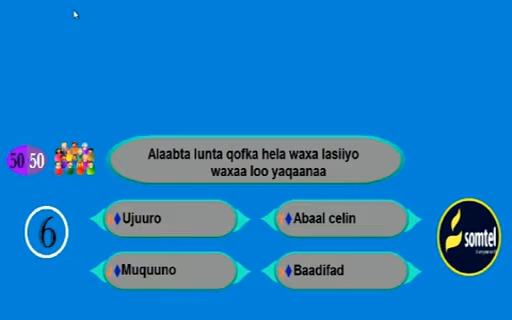 Alaabta lunta qofka hela waxa lasiiyo
waxaa loo yaqaanaa
50 50
6
Ujuuro
Abaal celin
Muquuno
Baadifad
somtel